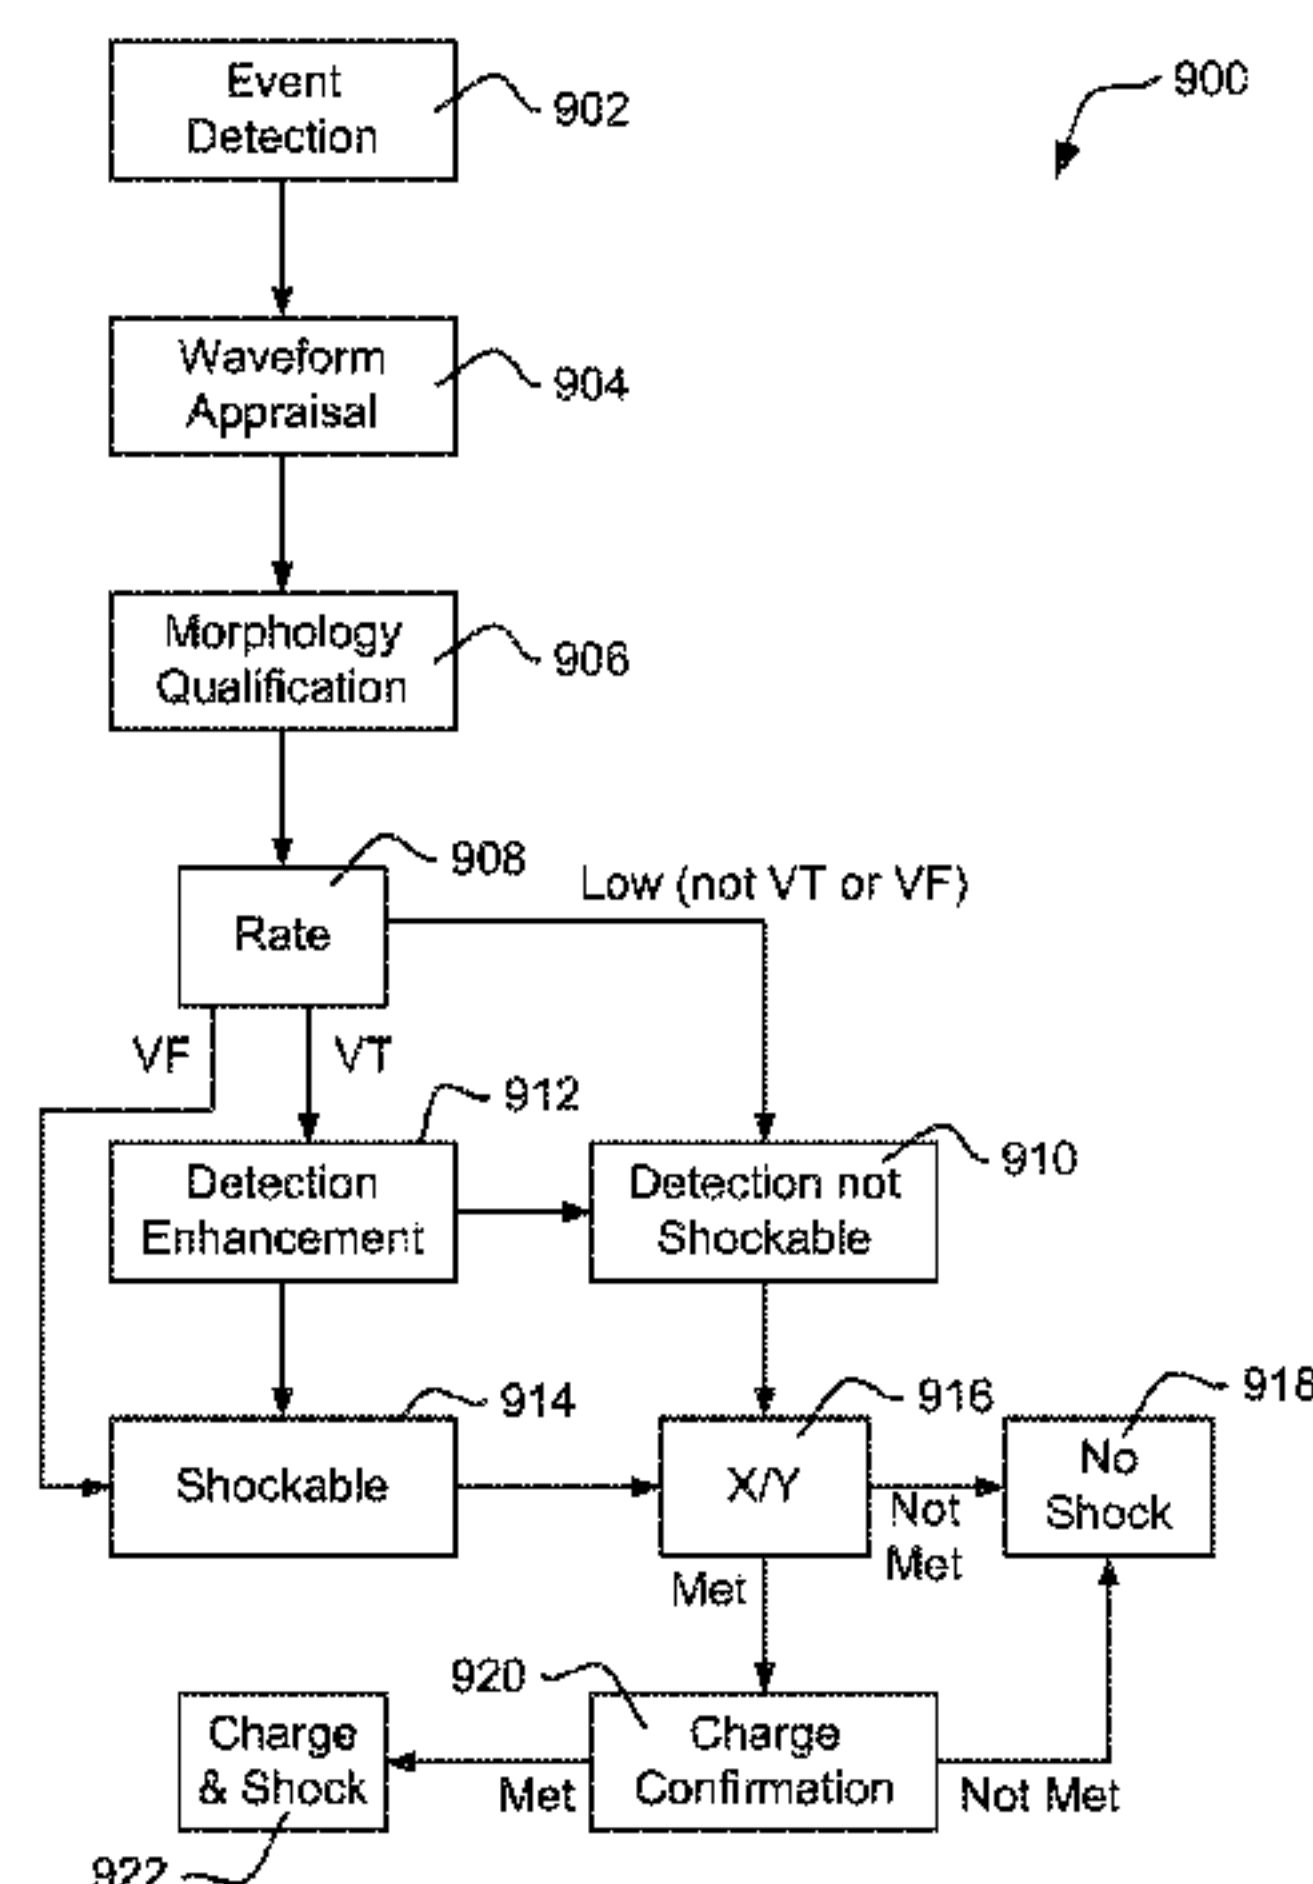 900
Event
Detection
902
Waveform
Appraisal
904
Morphology
Qualification
906
908
Rate
Low (not VT or VF)
VF
VT
912
Detection
Enhancement
910
Detection not
Shockable
914
Shockable
916
X/Y
Not
Met
918
No
Shock
Met
920
Charge
Confirmation
Not Met
Met
Charge
& Shock
922